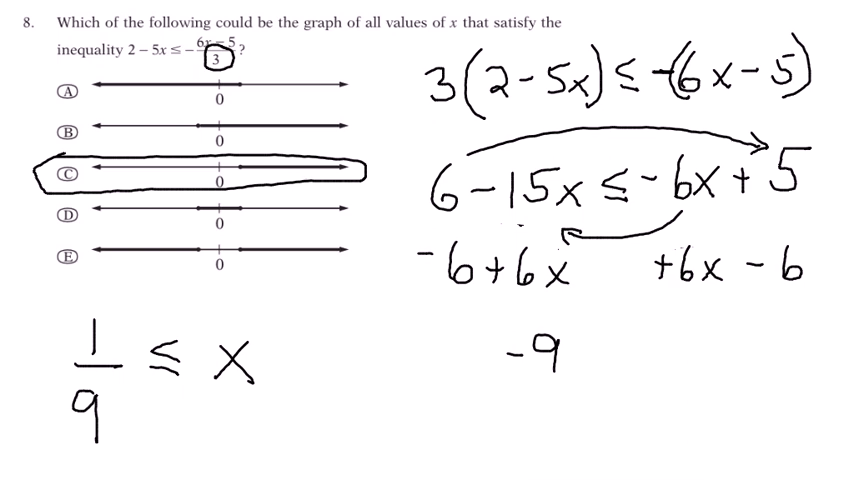 8. Which of the following could be the graph of all values of x that satisfy the
inequality 2 – 5x ≤ – 6x – 5 / 3 ?
A 0
B 0
C 0
D 0
E 0
3(2 - 5x) ≤ -(6x - 5)
6 - 15x ≤ - 6x + 5
- 6 + 6x +6x - 6
- 9
1/9 ≤ x